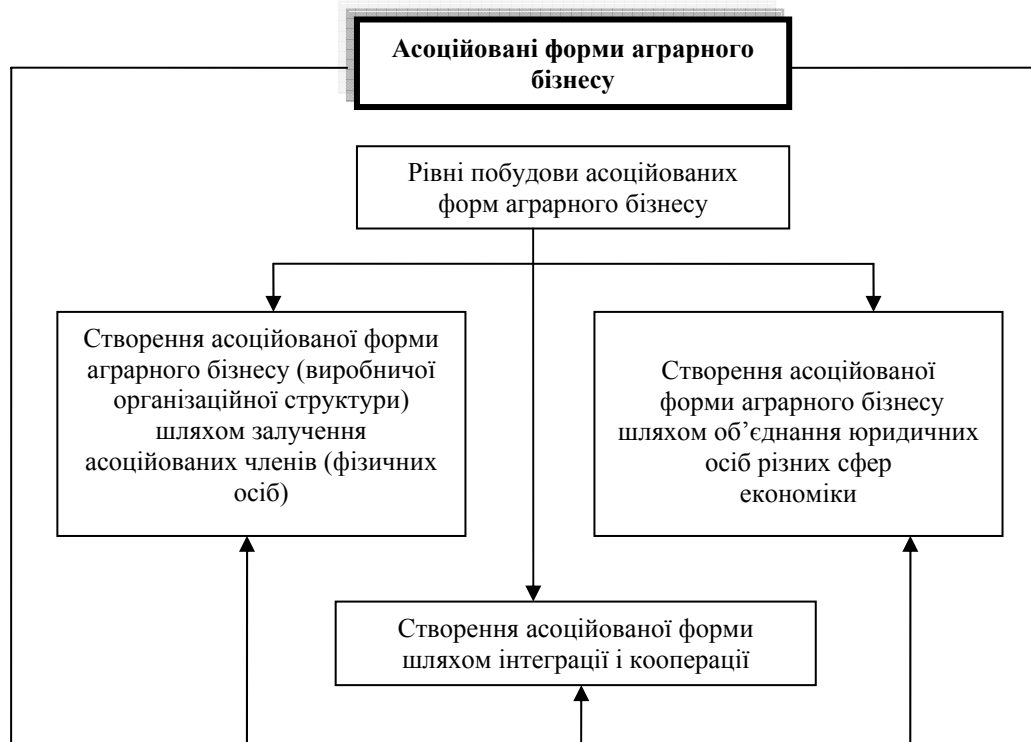 Асоційовані форми аграрного
бізнесу
Рівні побудови асоційованих
форм аграрного бізнесу
Створення асоційованої форми
аграрного бізнесу (виробничої
організаційної структури)
шляхом залучення
асоційованих членів (фізичних
осіб)
Створення асоційованої
форми аграрного бізнесу
шляхом об’єднання юридичних
осіб різних сфер
економіки
Створення асоційованої форми
шляхом інтеграції і кооперації